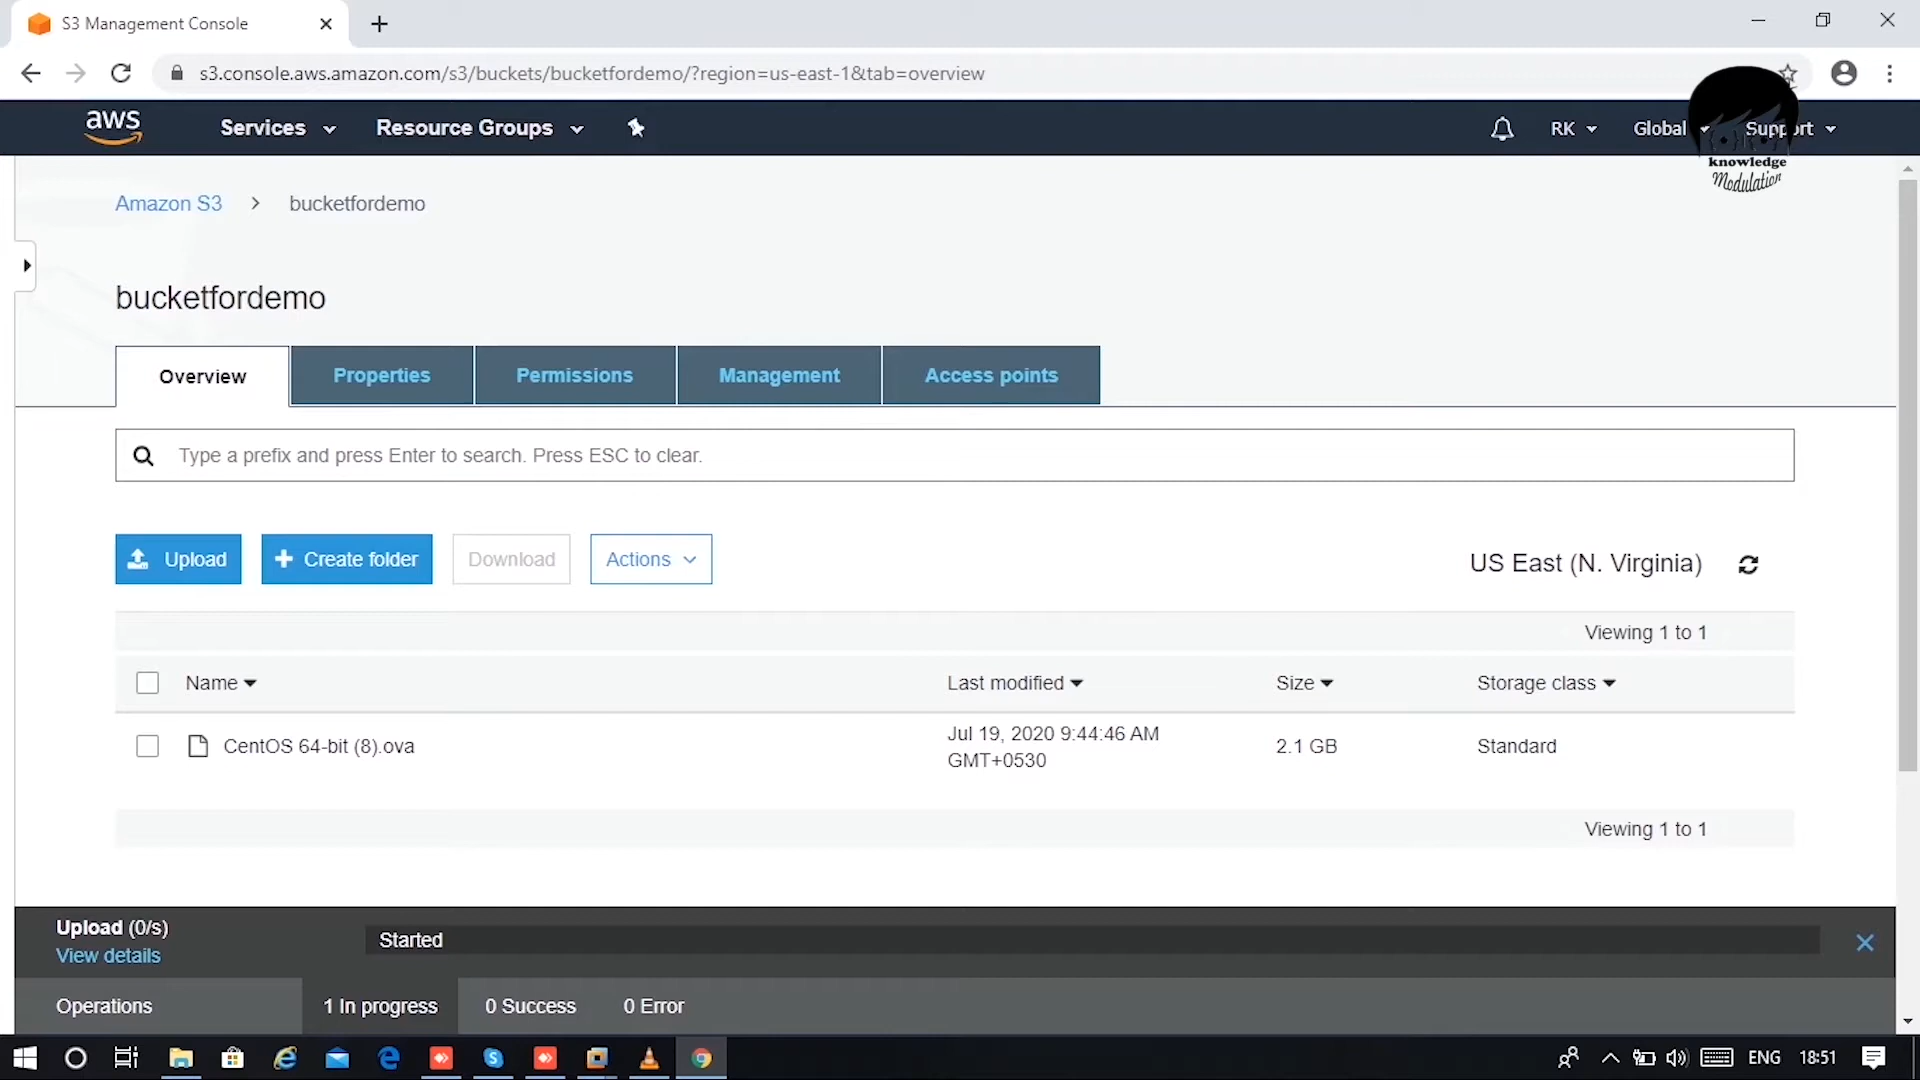 S3 Management Console
s3.console.aws.amazon.com/s3/buckets/bucketfordemo/?region=us-east-1&tab=overview
aws Services Resource Groups RK Global Support
knowledge
Modulation
Amazon S3 > bucketfordemo
bucketfordemo
Overview Properties Permissions Management Access points
Type a prefix and press Enter to search. Press ESC to clear.
Upload + Create folder Download Actions US East (N. Virginia)
Viewing 1 to 1
Name Last modified Size Storage class
CentOS 64-bit (8).ova Jul 19, 2020 9:44:46 AM 2.1 GB Standard
GMT+0530
Viewing 1 to 1
Upload (0/s) Started
View details
Operations 1 In progress 0 Success 0 Error
ENG 18:51